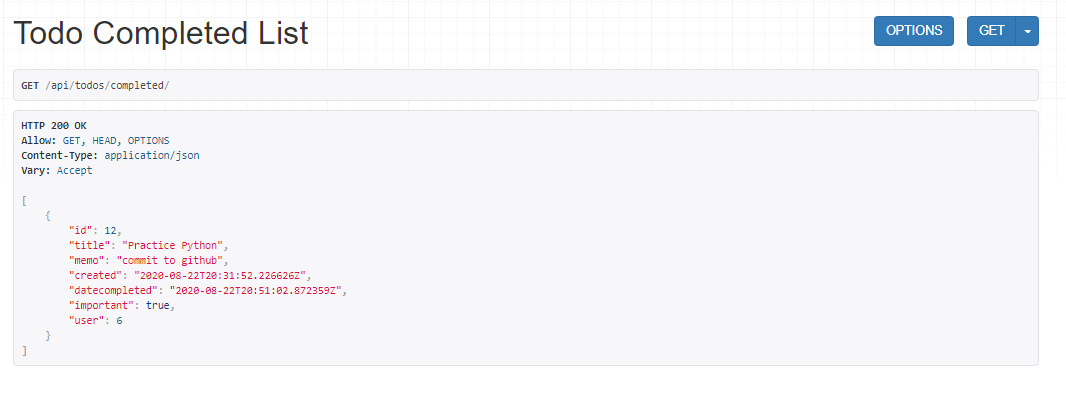 Todo Completed List
OPTIONS
GET
GET /api/todos/completed/
HTTP 200 OK
Allow: GET, HEAD, OPTIONS
Content-Type: application/json
Vary: Accept
[
    {
        "id": 12,
        "title": "Practice Python",
        "memo": "commit to github",
        "created": "2020-08-22T20:31:52.226626Z",
        "datecompleted": "2020-08-22T20:51:02.872359Z",
        "important": true,
        "user": 6
    }
]